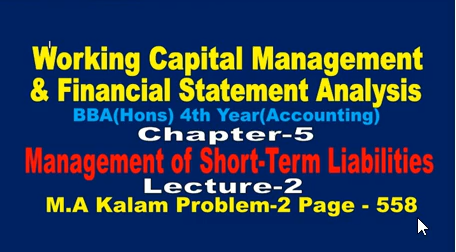 Working Capital Management
& Financial Statement Analysis
BBA(Hons) 4th Year(Accounting)
Chapter-5
Management of Short-Term Liabilities
Lecture-2
M.A Kalam Problem-2 Page - 558